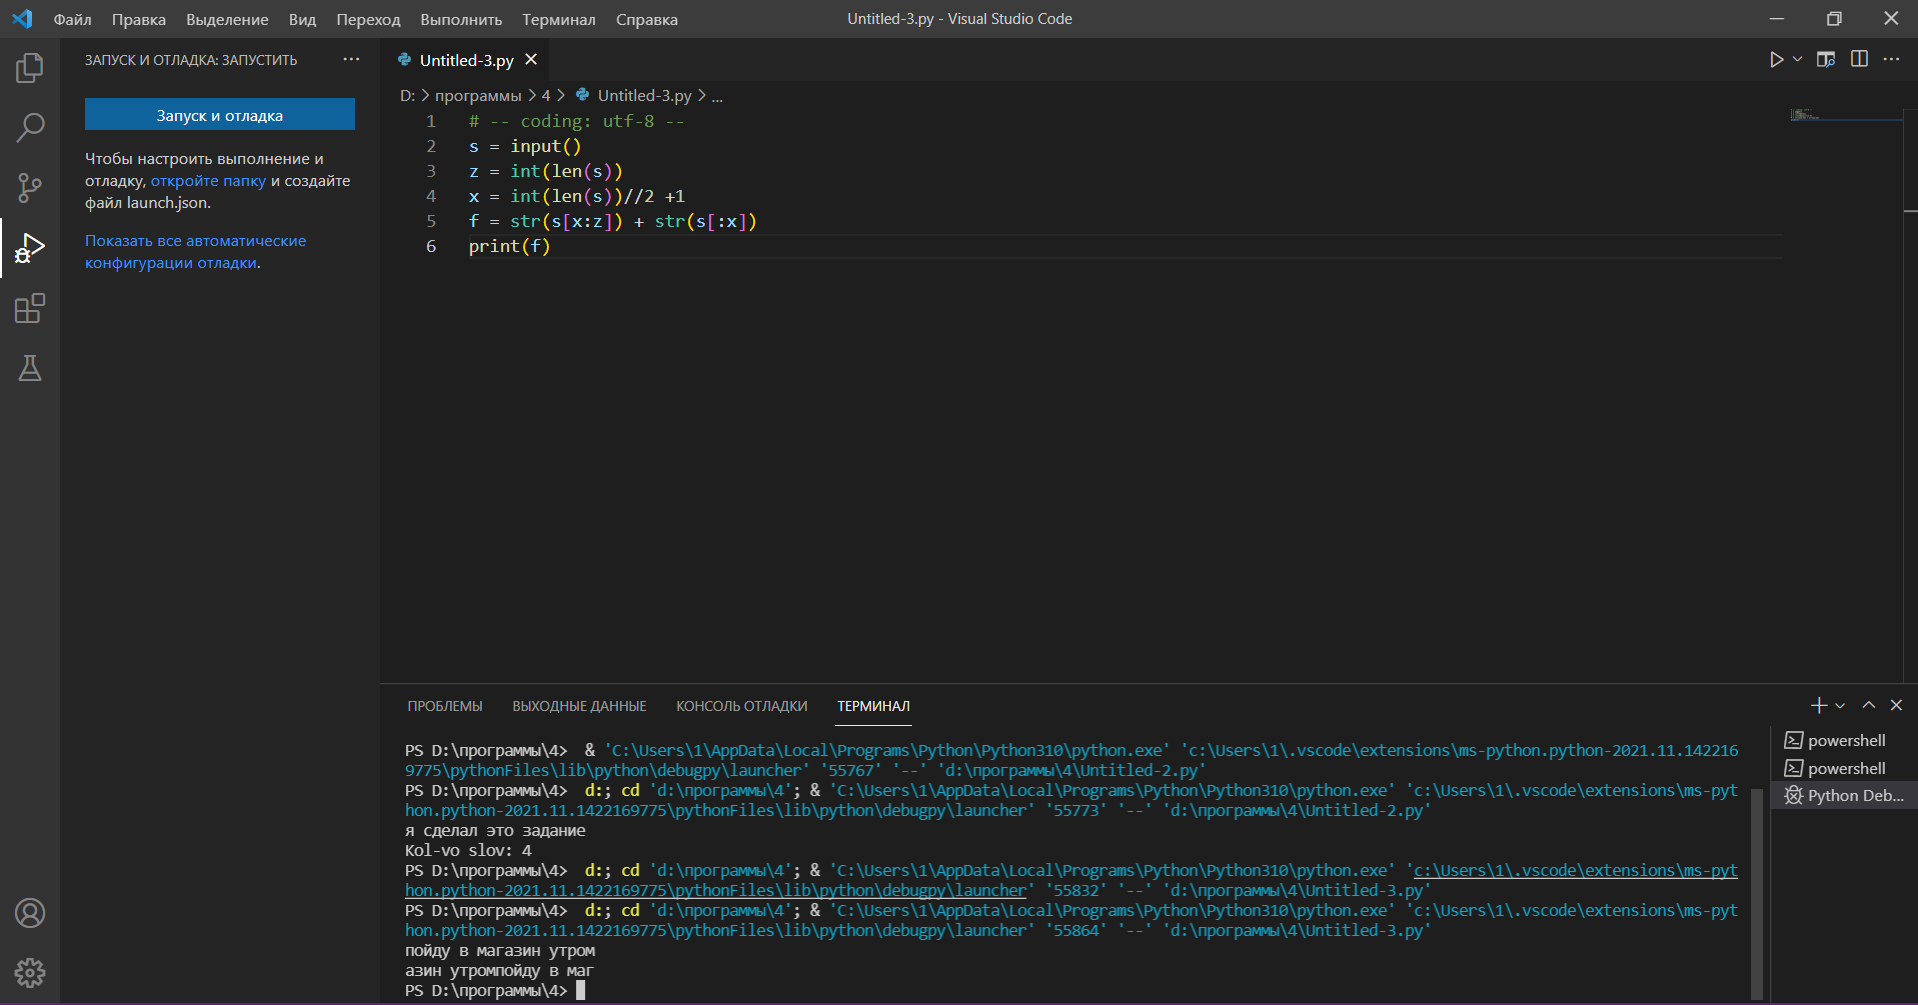 Файл Правка Выделение Вид Переход Выполнить Терминал Справка
Untitled-3.py - Visual Studio Code
ЗАПУСК И ОТЛАДКА: ЗАПУСТИТЬ
Запуск и отладка
Чтобы настроить выполнение и
отладку, откройте папку и создайте
файл launch.json.
Показать все автоматические
конфигурации отладки.
Untitled-3.py
D: > программы > 4 > Untitled-3.py > ...
1 # -- coding: utf-8 --
2 s = input()
3 z = int(len(s))
4 x = int(len(s))//2 +1
5 f = str(s[x:z]) + str(s[:x])
6 print(f)
ПРОБЛЕМЫ ВЫХОДНЫЕ ДАННЫЕ КОНСОЛЬ ОТЛАДКИ ТЕРМИНАЛ
PS D:\программы\4>  & 'C:\Users\1\AppData\Local\Programs\Python\Python310\python.exe' 'c:\Users\1\.vscode\extensions\ms-python.python-2021.11.142216
9775\pythonFiles\lib\python\debugpy\launcher' '55767' '--' 'd:\программы\4\Untitled-2.py'
PS D:\программы\4>  d:; cd 'd:\программы\4'; & 'C:\Users\1\AppData\Local\Programs\Python\Python310\python.exe' 'c:\Users\1\.vscode\extensions\ms-pyt
hon.python-2021.11.1422169775\pythonFiles\lib\python\debugpy\launcher' '55773' '--' 'd:\программы\4\Untitled-2.py'
я сделал это задание
Kol-vo slov: 4
PS D:\программы\4>  d:; cd 'd:\программы\4'; & 'C:\Users\1\AppData\Local\Programs\Python\Python310\python.exe' 'c:\Users\1\.vscode\extensions\ms-pyt
hon.python-2021.11.1422169775\pythonFiles\lib\python\debugpy\launcher' '55832' '--' 'd:\программы\4\Untitled-3.py'
PS D:\программы\4>  d:; cd 'd:\программы\4'; & 'C:\Users\1\AppData\Local\Programs\Python\Python310\python.exe' 'c:\Users\1\.vscode\extensions\ms-pyt
hon.python-2021.11.1422169775\pythonFiles\lib\python\debugpy\launcher' '55864' '--' 'd:\программы\4\Untitled-3.py'
пойду в магазин утром
азин утромпойду в маг
PS D:\программы\4>
powershell
powershell
Python Deb...